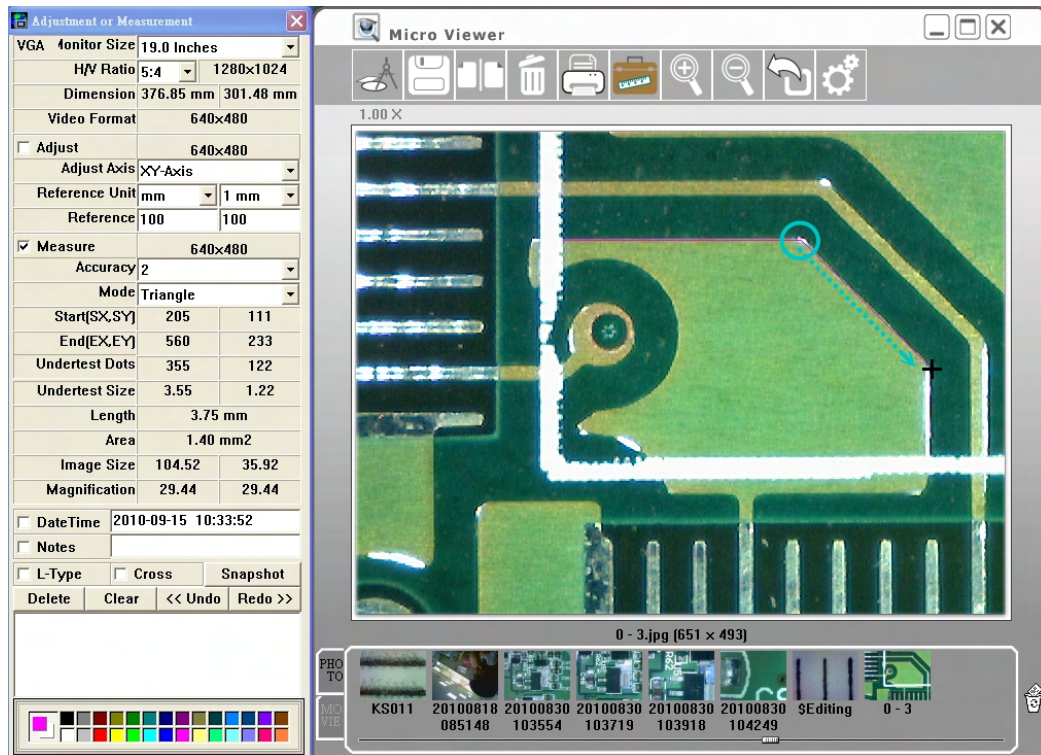 Adjustment or Measurement
VGA Monitor Size 19.0 Inches
H/V Ratio 5:4 1280×1024
Dimension 376.85 mm 301.48 mm
Video Format 640×480
Adjust 640×480
Adjust Axis XY-Axis
Reference Unit mm 1 mm
Reference 100 100
Measure 640×480
Accuracy 2
Mode Triangle
Start(SX,SY) 205 111
End(EX,EY) 560 233
Undertest Dots 355 122
Undertest Size 3.55 1.22
Length 3.75 mm
Area 1.40 mm2
Image Size 104.52 35.92
Magnification 29.44 29.44
DateTime 2010-09-15 10:33:52
Notes
L-Type Cross Snapshot
Delete Clear << Undo Redo >>
Micro Viewer
1.00 X
0 - 3.jpg (651 × 493)
PHO
TO
MO
VIE
KS011 20100818 20100830 20100830 20100830 20100830 $Editing 0 - 3
085148 103554 103719 103918 104249